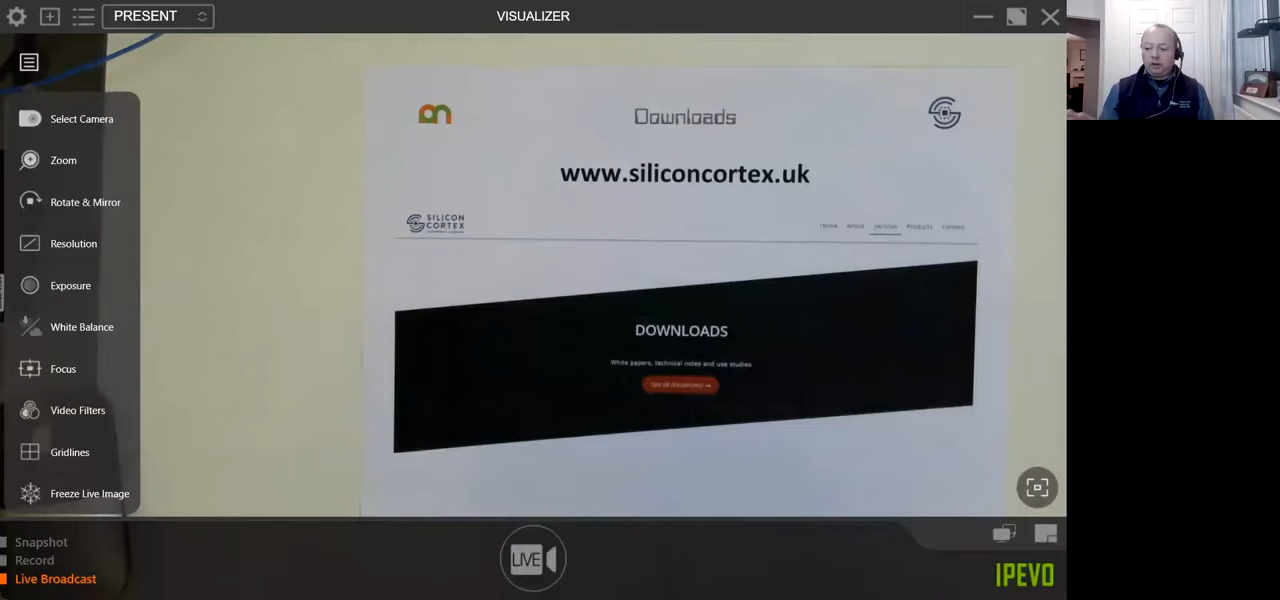 PRESENT
VISUALIZER
Select Camera
Zoom
Rotate & Mirror
Resolution
Exposure
White Balance
Focus
Video Filters
Gridlines
Freeze Live Image
Downloads
www.siliconcortex.uk
SILICON
CORTEX
Home About Services Products Contact
DOWNLOADS
White papers, technical notes and use studies
Snapshot
Record
Live Broadcast
LIVE
IPEVO